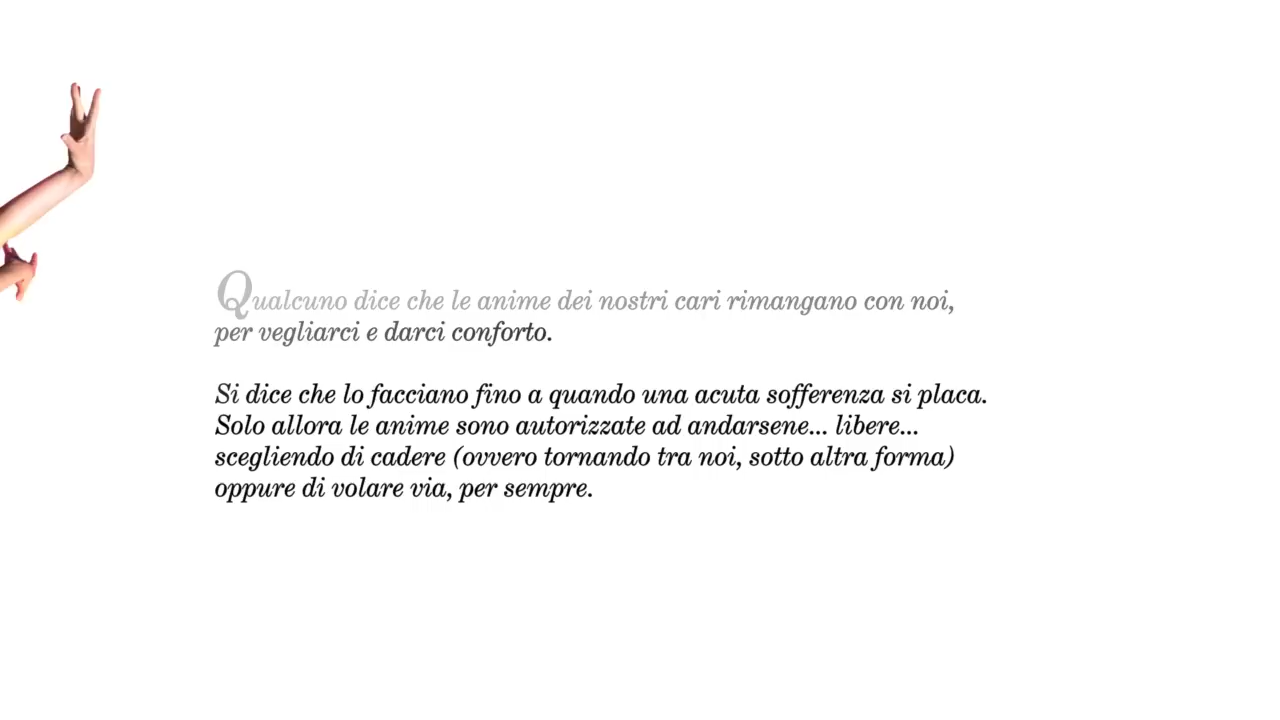 Qualcuno dice che le anime dei nostri cari rimangano con noi,
per vegliarci e darci conforto.
Si dice che lo facciano fino a quando una acuta sofferenza si placa.
Solo allora le anime sono autorizzate ad andarsene... libere...
scegliendo di cadere (ovvero tornando tra noi, sotto altra forma)
oppure di volare via, per sempre.